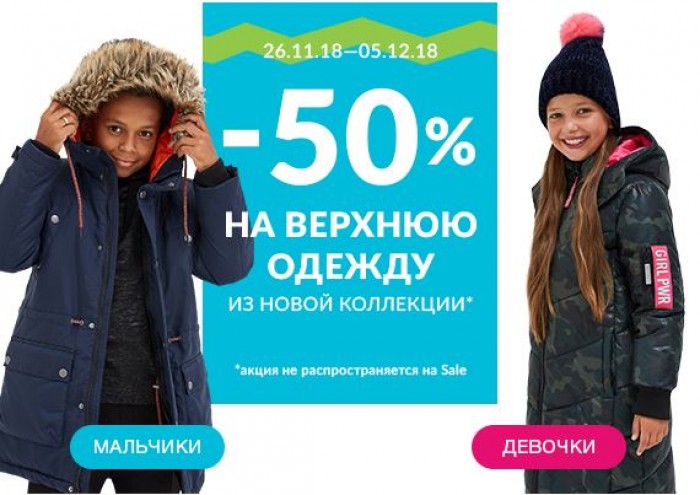 26.11.18—05.12.18
-50%
НА ВЕРХНЮЮ
ОДЕЖДУ
ИЗ НОВОЙ КОЛЛЕКЦИИ*
*акция не распространяется на Sale
GIRL PWR
МАЛЬЧИКИ
ДЕВОЧКИ